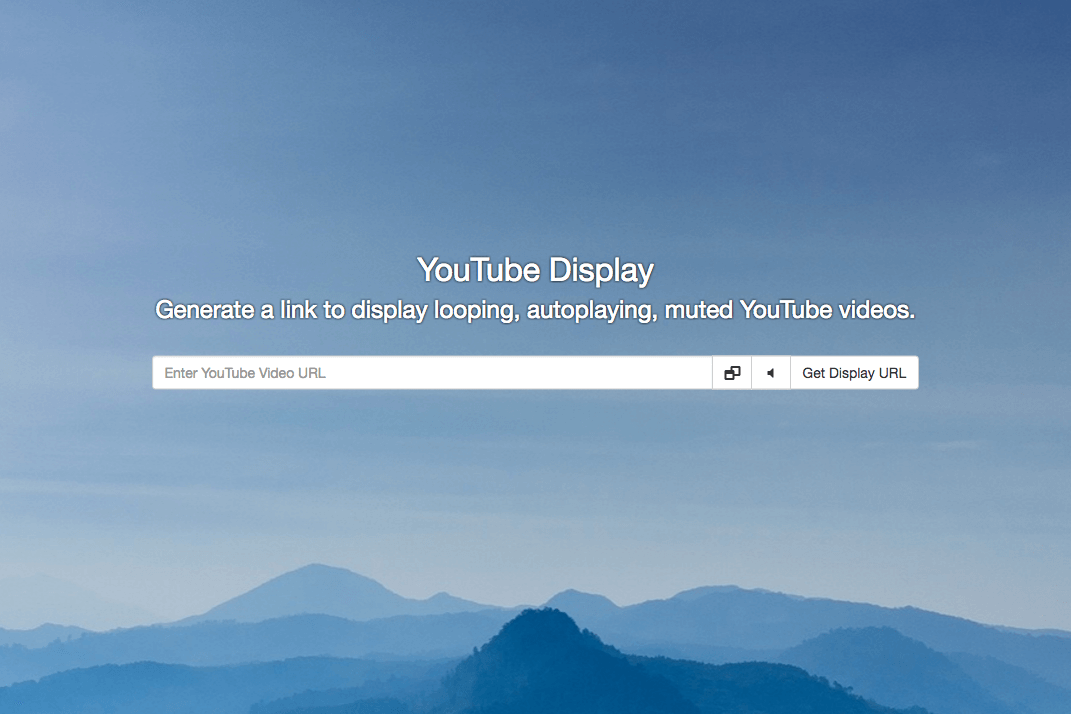 YouTube Display
Generate a link to display looping, autoplaying, muted YouTube videos.
Enter YouTube Video URL
Get Display URL